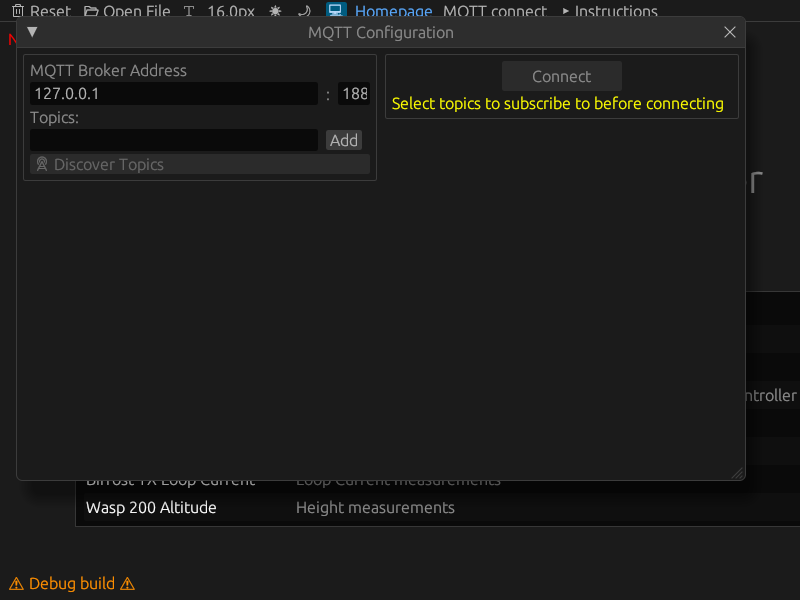 Reset Open File T 16.0px Homepage MQTT connect Instructions
MQTT Configuration
MQTT Broker Address
127.0.0.1 : 188
Topics:
Add
Discover Topics
Connect
Select topics to subscribe to before connecting
ntroller
Bifrost TX Loop Current Loop Current measurements
Wasp 200 Altitude Height measurements
⚠ Debug build ⚠